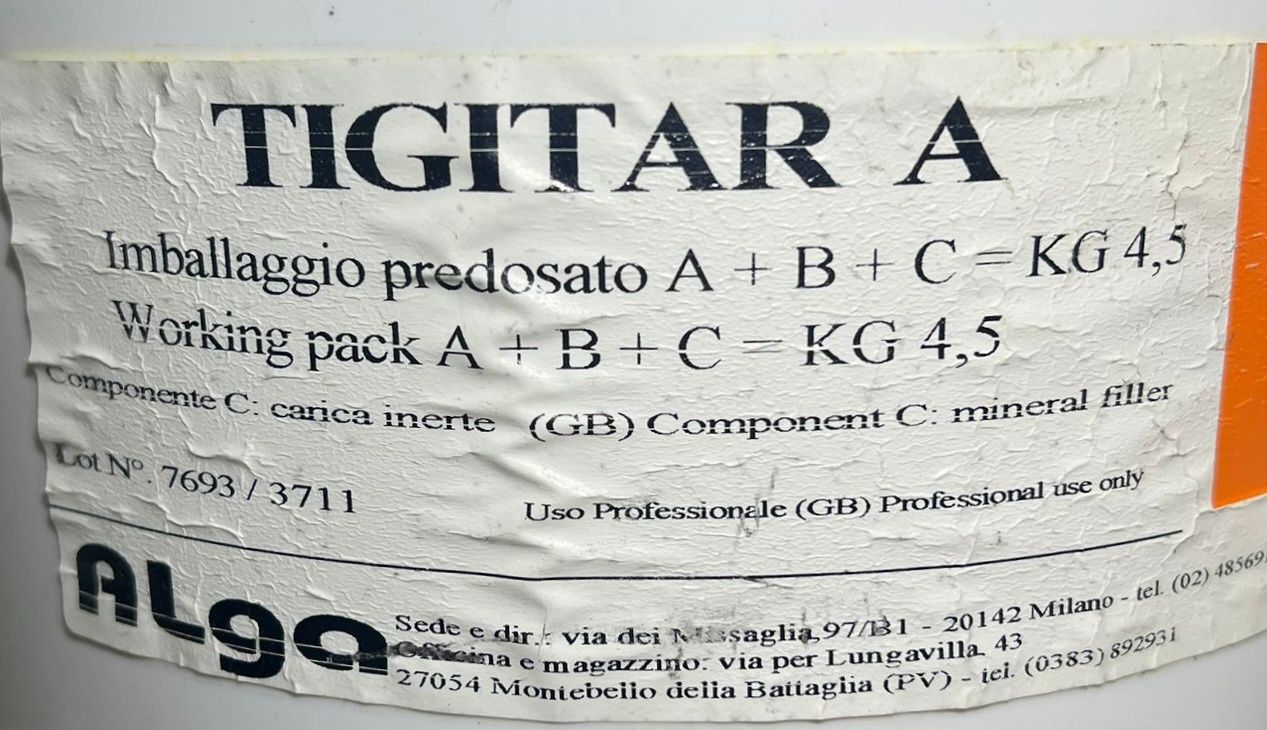 TIGITAR A
Imballaggio predosato A + B + C = KG 4,5
Working pack A + B + C = KG 4,5
Componente C: carica inerte (GB) Component C: mineral filler
Lot N°. 7693 / 3711
Uso Professionale (GB) Professional use only
ALga
Sede e dir.: via dei Missaglia,97/B1 - 20142 Milano - tel. (02) 48569
Officina e magazzino: via per Lungavilla. 43
27054 Montebello della Battaglia (PV) - tel. (0383) 892931